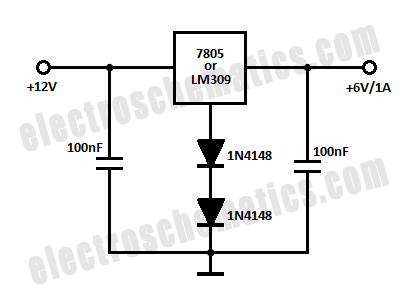 electroschematics.com
7805
or
LM309
+12V
+6V/1A
100nF
1N4148
100nF
1N4148
electroschematics.com